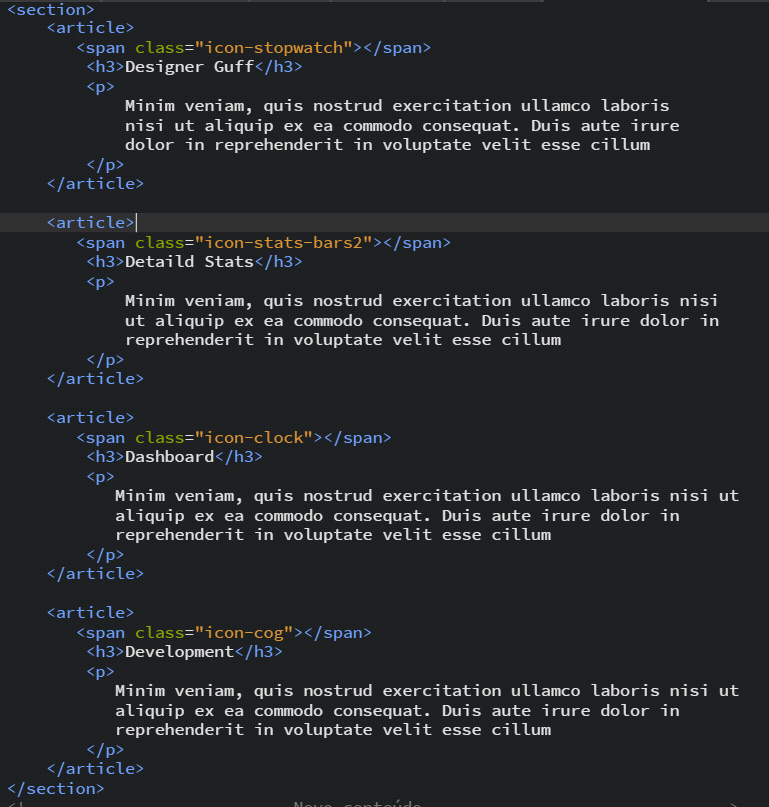 <section>
    <article>
       <span class="icon-stopwatch"></span>
        <h3>Designer Guff</h3>
        <p>
            Minim veniam, quis nostrud exercitation ullamco laboris
            nisi ut aliquip ex ea commodo consequat. Duis aute irure
            dolor in reprehenderit in voluptate velit esse cillum
        </p>
    </article>

    <article>
       <span class="icon-stats-bars2"></span>
        <h3>Detaild Stats</h3>
        <p>
            Minim veniam, quis nostrud exercitation ullamco laboris nisi
            ut aliquip ex ea commodo consequat. Duis aute irure dolor in
            reprehenderit in voluptate velit esse cillum
        </p>
    </article>

    <article>
       <span class="icon-clock"></span>
        <h3>Dashboard</h3>
        <p>
           Minim veniam, quis nostrud exercitation ullamco laboris nisi ut
           aliquip ex ea commodo consequat. Duis aute irure dolor in
           reprehenderit in voluptate velit esse cillum
        </p>
    </article>

    <article>
       <span class="icon-cog"></span>
        <h3>Development</h3>
        <p>
           Minim veniam, quis nostrud exercitation ullamco laboris nisi ut
           aliquip ex ea commodo consequat. Duis aute irure dolor in
           reprehenderit in voluptate velit esse cillum
        </p>
    </article>
</section>